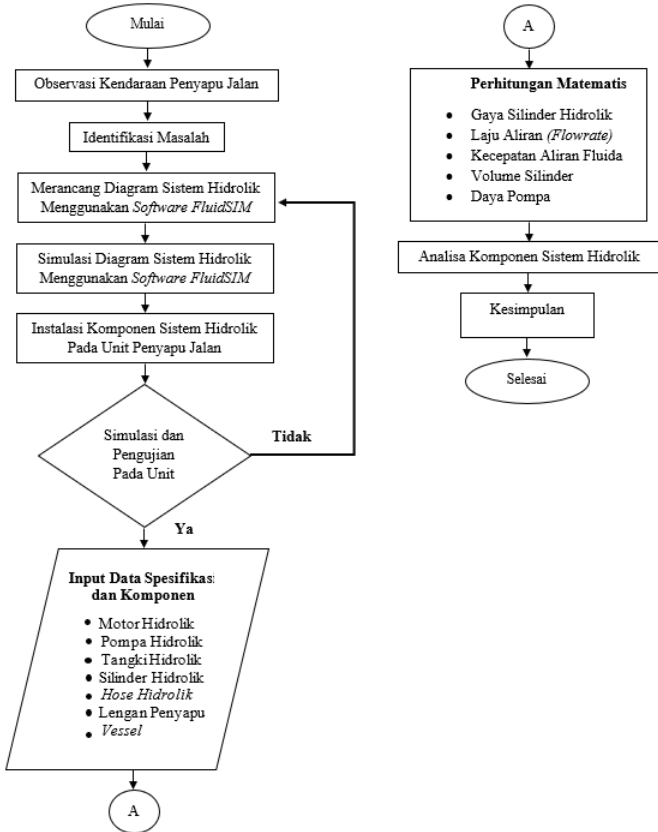 Mulai
Observasi Kendaraan Penyapu Jalan
Identifikasi Masalah
Merancang Diagram Sistem Hidrolik
Menggunakan Software FluidSIM
Simulasi Diagram Sistem Hidrolik
Menggunakan Software FluidSIM
Instalasi Komponen Sistem Hidrolik
Pada Unit Penyapu Jalan
Simulasi dan
Pengujian
Pada Unit
Tidak
Ya
Input Data Spesifikasi
dan Komponen
• Motor Hidrolik
• Pompa Hidrolik
• Tangki Hidrolik
• Silinder Hidrolik
• Hose Hidrolik
• Lengan Penyapu
• Vessel
A
A
Perhitungan Matematis
• Gaya Silinder Hidrolik
• Laju Aliran (Flowrate)
• Kecepatan Aliran Fluida
• Volume Silinder
• Daya Pompa
Analisa Komponen Sistem Hidrolik
Kesimpulan
Selesai